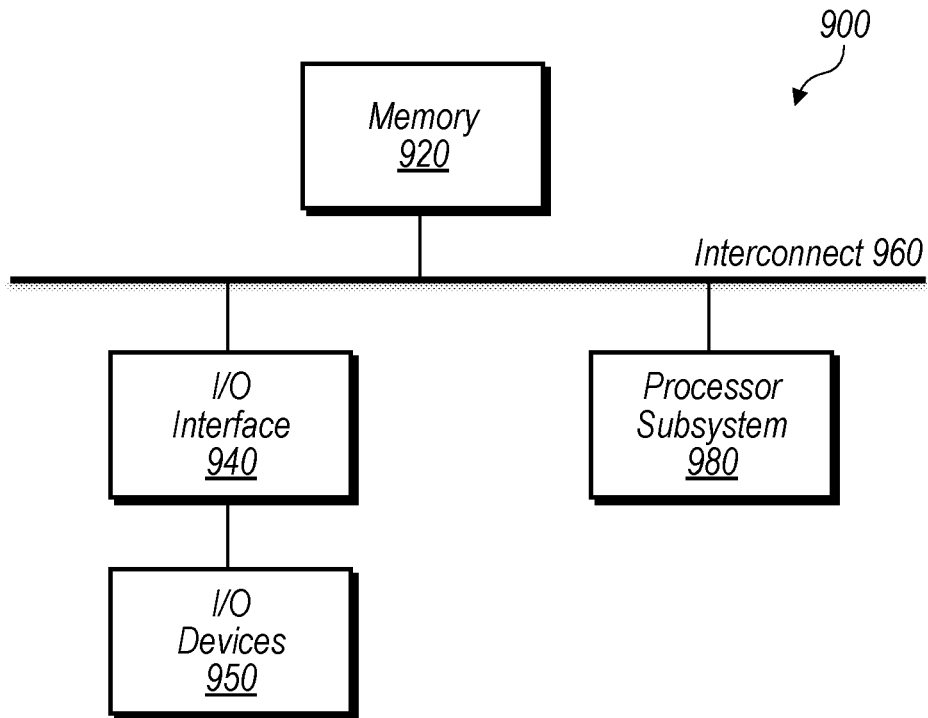 900
Memory
920
Interconnect 960
I/O
Interface
940
Processor
Subsystem
980
I/O
Devices
950